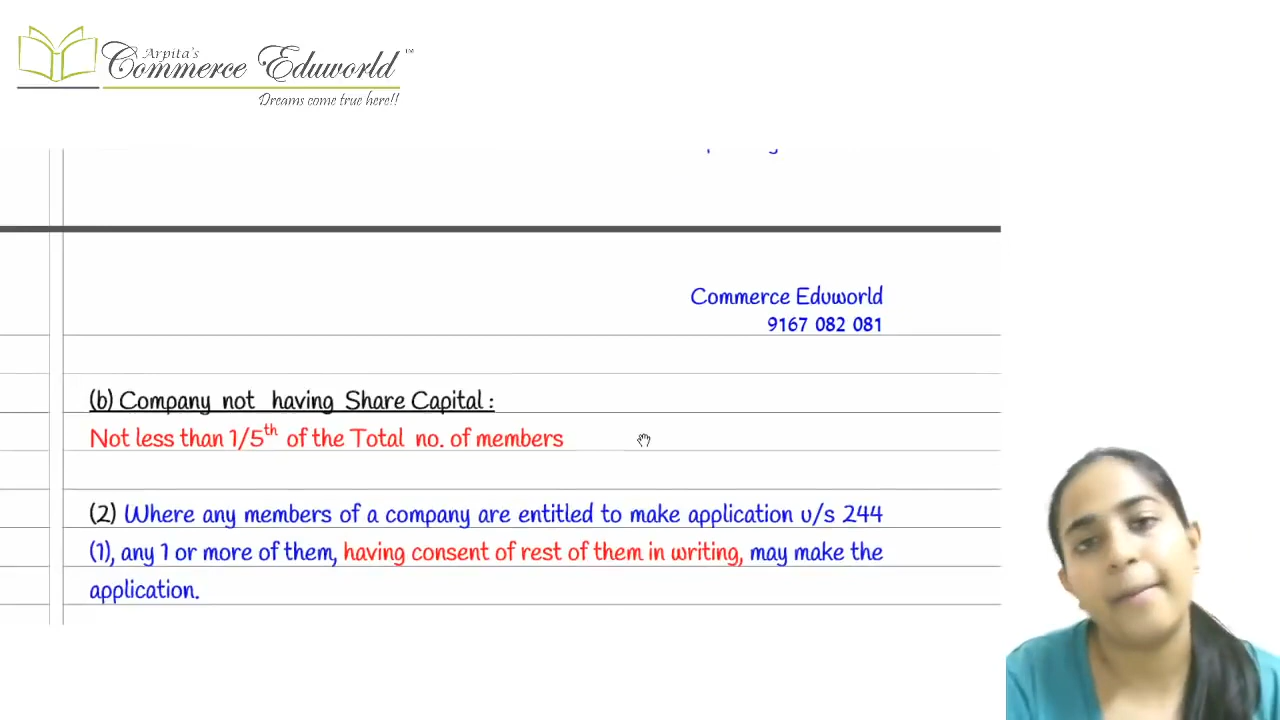 Arpita's
Commerce Eduworld™
Dreams come true here!!
Commerce Eduworld
9167 082 081
(b) Company not having Share Capital :
Not less than 1/5th of the Total no. of members
(2) Where any members of a company are entitled to make application u/s 244
(1), any 1 or more of them, having consent of rest of them in writing, may make the
application.